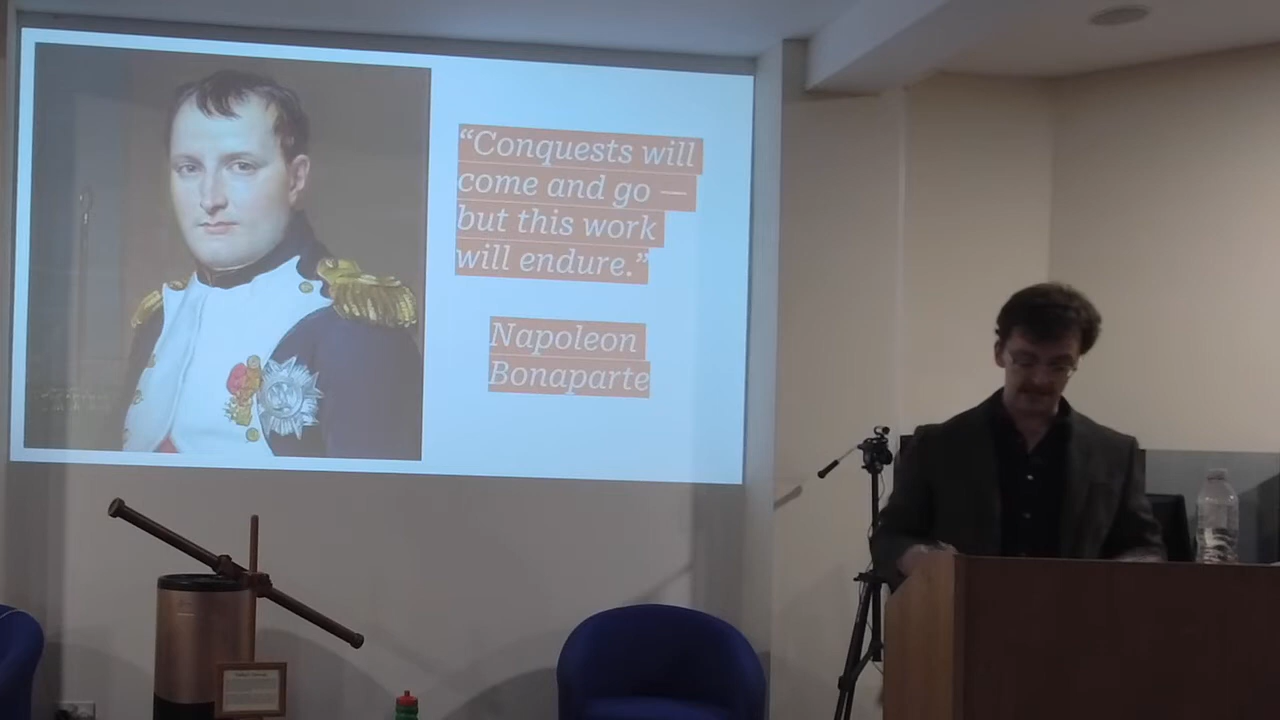 “Conquests will
come and go —
but this work
will endure.”
Napoleon
Bonaparte